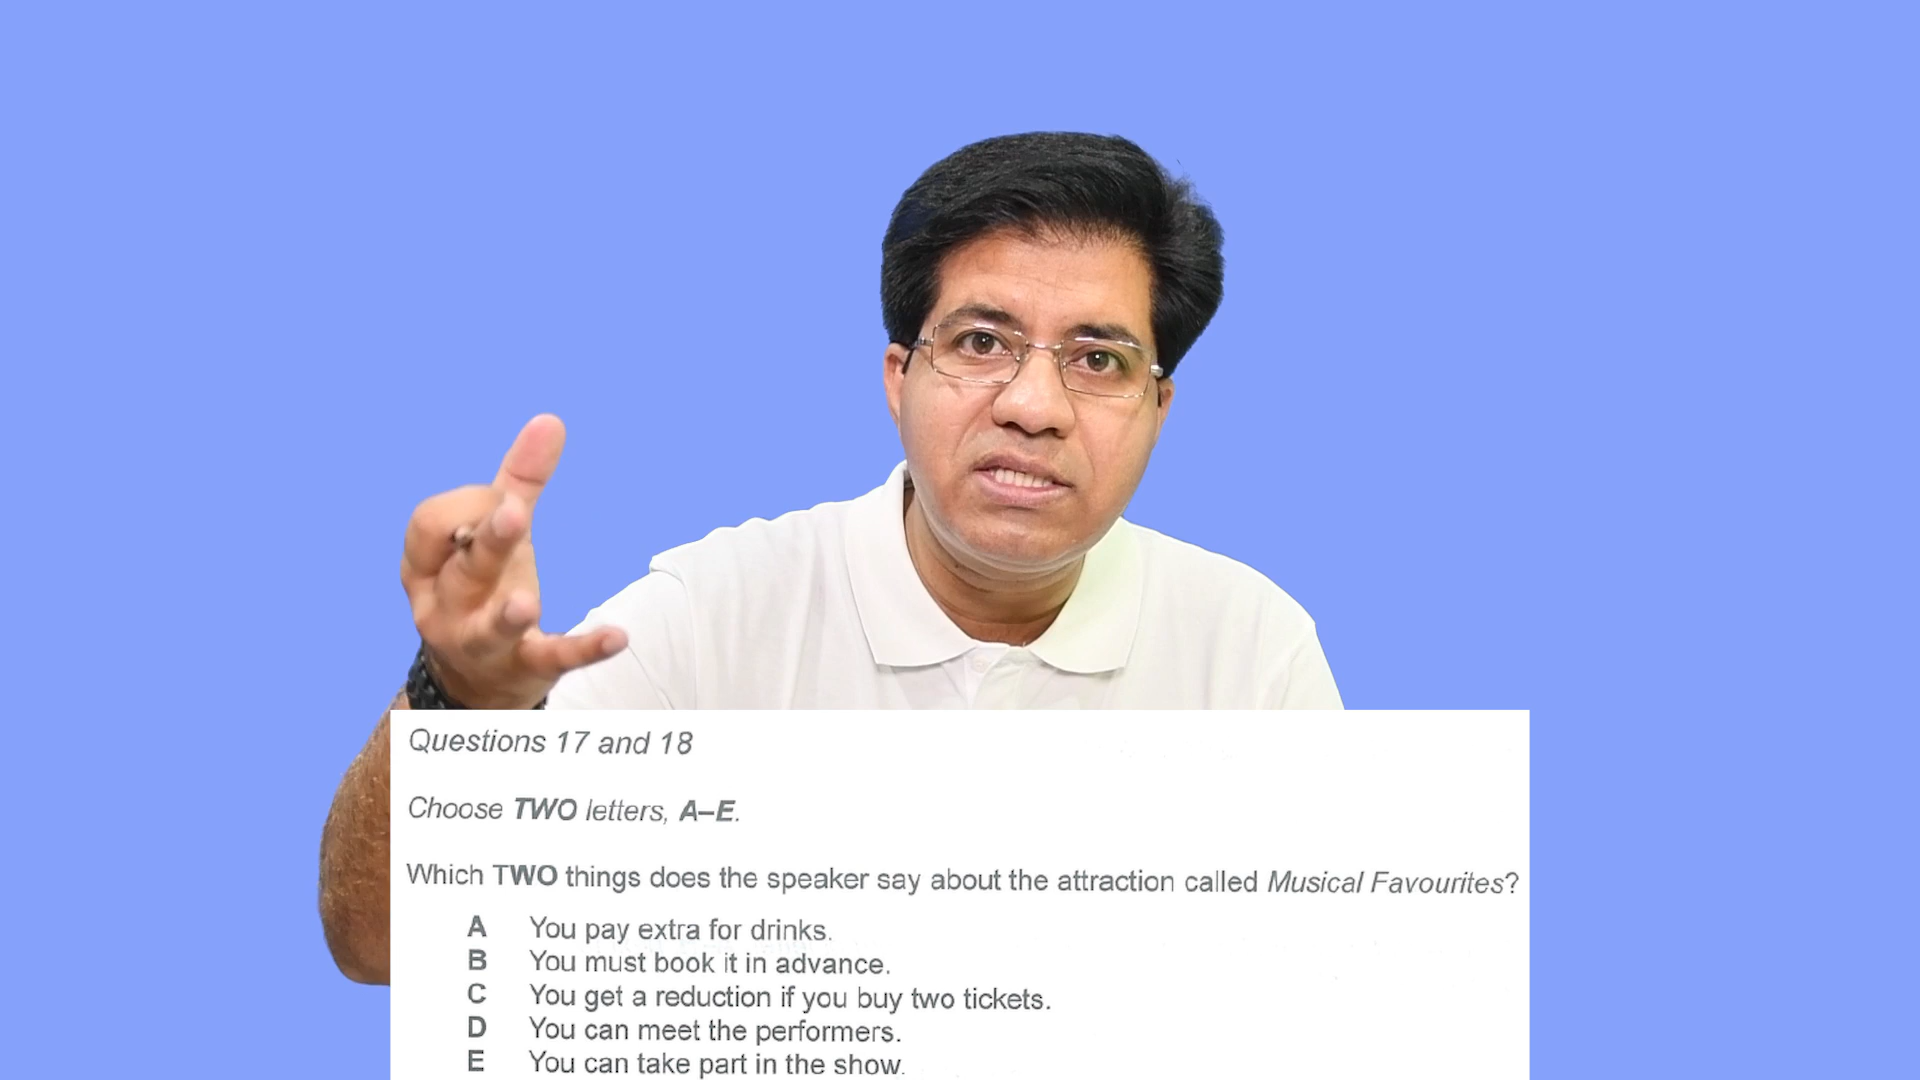 Questions 17 and 18
Choose TWO letters, A–E.
Which TWO things does the speaker say about the attraction called Musical Favourites?
A You pay extra for drinks.
B You must book it in advance.
C You get a reduction if you buy two tickets.
D You can meet the performers.
E You can take part in the show.